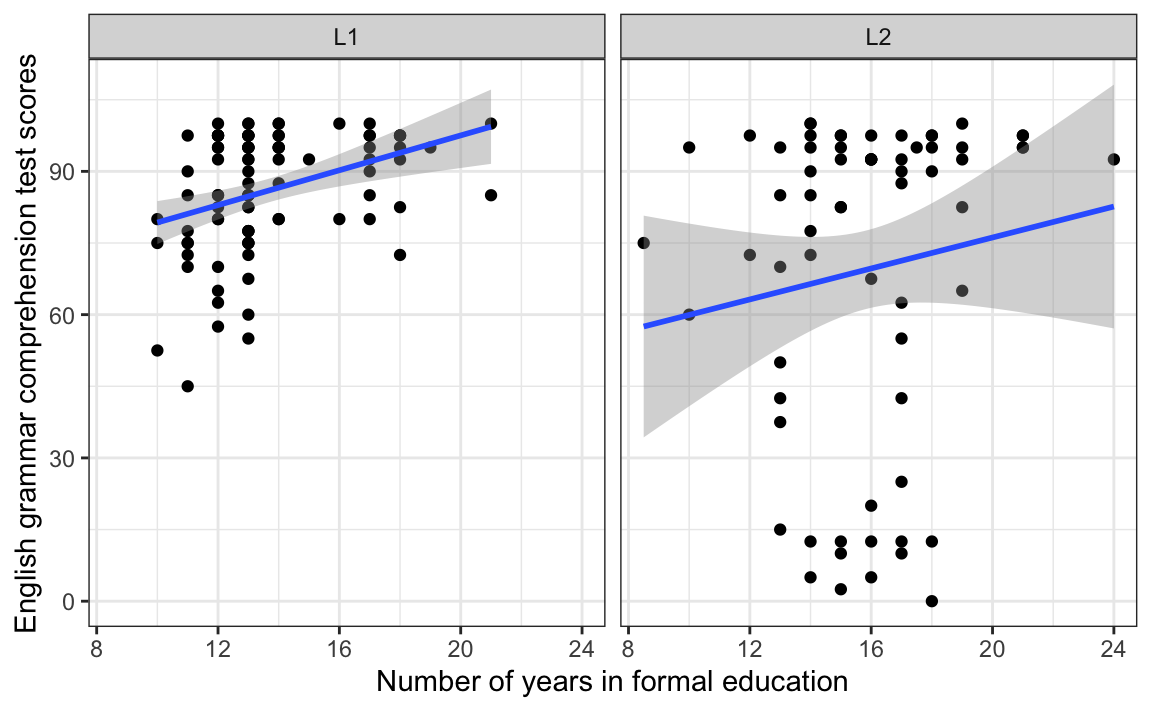 L1
L2
English grammar comprehension test scores
90
60
30
0
8 12 16 20 24
8 12 16 20 24
Number of years in formal education